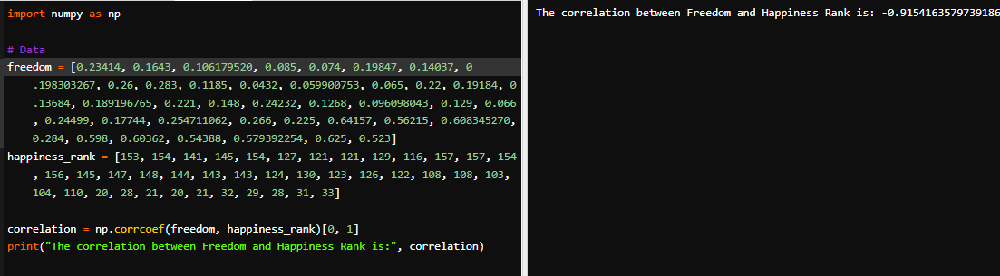 import numpy as np
# Data
freedom = [0.23414, 0.1643, 0.106179520, 0.085, 0.074, 0.19847, 0.14037, 0
.198303267, 0.26, 0.283, 0.1185, 0.0432, 0.059900753, 0.065, 0.22, 0.19184, 0
.13684, 0.189196765, 0.221, 0.148, 0.24232, 0.1268, 0.096098043, 0.129, 0.066
, 0.24499, 0.17744, 0.254711062, 0.266, 0.225, 0.64157, 0.56215, 0.608345270,
0.284, 0.598, 0.60362, 0.54388, 0.579392254, 0.625, 0.523]
happiness_rank = [153, 154, 141, 145, 154, 127, 121, 121, 129, 116, 157, 157, 154
, 156, 145, 147, 148, 144, 143, 143, 124, 130, 123, 126, 122, 108, 108, 103,
104, 110, 20, 28, 21, 20, 21, 32, 29, 28, 31, 33]
correlation = np.corrcoef(freedom, happiness_rank)[0, 1]
print("The correlation between Freedom and Happiness Rank is:", correlation)
The correlation between Freedom and Happiness Rank is: -0.9154163579739186